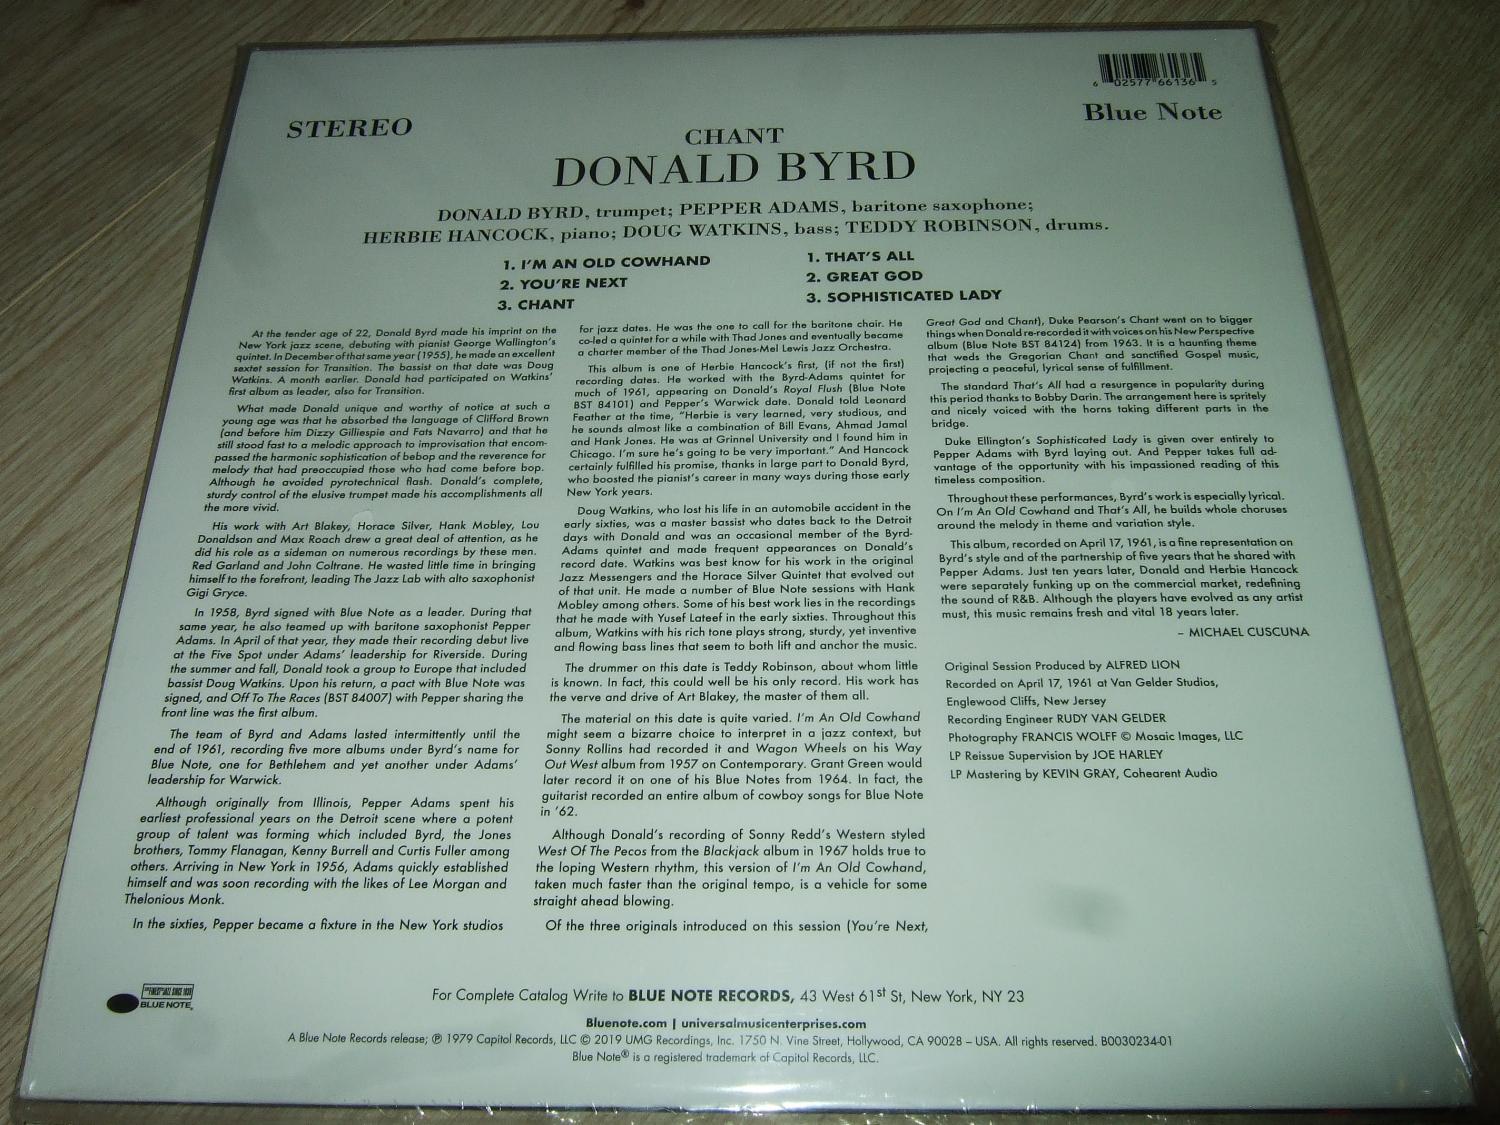 6 02577 66136 5
STEREO
Blue Note
CHANT
DONALD BYRD
DONALD BYRD, trumpet; PEPPER ADAMS, baritone saxophone;
HERBIE HANCOCK, piano; DOUG WATKINS, bass; TEDDY ROBINSON, drums.
1. I'M AN OLD COWHAND
2. YOU'RE NEXT
3. CHANT
1. THAT'S ALL
2. GREAT GOD
3. SOPHISTICATED LADY
At the tender age of 22, Donald Byrd made his imprint on the
New York jazz scene, debuting with pianist George Wallington's
quintet. In December of that same year (1955), he made an excellent
sextet session for Transition. The bassist on that date was Doug
Watkins. A month earlier. Donald had participated on Watkins'
first album as leader, also for Transition.
What made Donald unique and worthy of notice at such a
young age was that he absorbed the language of Clifford Brown
(and before him Dizzy Gilliespie and Fats Navarro) and that he
still stood fast to a melodic approach to improvisation that encom-
passed the harmonic sophistication of bebop and the reverence for
melody that had preoccupied those who had come before bop.
Although he avoided pyrotechnical flash. Donald's complete,
sturdy control of the elusive trumpet made his accomplishments all
the more vivid.
His work with Art Blakey, Horace Silver, Hank Mobley, Lou
Donaldson and Max Roach drew a great deal of attention, as he
did his role as a sideman on numerous recordings by these men.
Red Garland and John Coltrane. He wasted little time in bringing
himself to the forefront, leading The Jazz Lab with alto saxophonist
Gigi Gryce.
In 1958, Byrd signed with Blue Note as a leader. During that
same year, he also teamed up with baritone saxophonist Pepper
Adams. In April of that year, they made their recording debut live
at the Five Spot under Adams' leadership for Riverside. During
the summer and fall, Donald took a group to Europe that included
bassist Doug Watkins. Upon his return, a pact with Blue Note was
signed, and Off To The Races (BST 84007) with Pepper sharing the
front line was the first album.
The team of Byrd and Adams lasted intermittently until the
end of 1961, recording five more albums under Byrd's name for
Blue Note, one for Bethlehem and yet another under Adams'
leadership for Warwick.
Although originally from Illinois, Pepper Adams spent his
earliest professional years on the Detroit scene where a potent
group of talent was forming which included Byrd, the Jones
brothers, Tommy Flanagan, Kenny Burrell and Curtis Fuller among
others. Arriving in New York in 1956, Adams quickly established
himself and was soon recording with the likes of Lee Morgan and
Thelonious Monk.
In the sixties, Pepper became a fixture in the New York studios
for jazz dates. He was the one to call for the baritone chair. He
co-led a quintet for a while with Thad Jones and eventually became
a charter member of the Thad Jones-Mel Lewis Jazz Orchestra.
This album is one of Herbie Hancock's first, (if not the first)
recording dates. He worked with the Byrd-Adams quintet for
much of 1961, appearing on Donald's Royal Flush (Blue Note
BST 84101) and Pepper's Warwick date. Donald told Leonard
Feather at the time, "Herbie is very learned, very studious, and
he sounds almost like a combination of Bill Evans, Ahmad Jamal
and Hank Jones. He was at Grinnel University and I found him in
Chicago. I'm sure he's going to be very important." And Hancock
certainly fulfilled his promise, thanks in large part to Donald Byrd,
who boosted the pianist's career in many ways during those early
New York years.
Doug Watkins, who lost his life in an automobile accident in the
early sixties, was a master bassist who dates back to the Detroit
days with Donald and was an occasional member of the Byrd-
Adams quintet and made frequent appearances on Donald's
record date. Watkins was best know for his work in the original
Jazz Messengers and the Horace Silver Quintet that evolved out
of that unit. He made a number of Blue Note sessions with Hank
Mobley among others. Some of his best work lies in the recordings
that he made with Yusef Lateef in the early sixties. Throughout this
album, Watkins with his rich tone plays strong, sturdy, yet inventive
and flowing bass lines that seem to both lift and anchor the music.
The drummer on this date is Teddy Robinson, about whom little
is known. In fact, this could well be his only record. His work has
the verve and drive of Art Blakey, the master of them all.
The material on this date is quite varied. I'm An Old Cowhand
might seem a bizarre choice to interpret in a jazz context, but
Sonny Rollins had recorded it and Wagon Wheels on his Way
Out West album from 1957 on Contemporary. Grant Green would
later record it on one of his Blue Notes from 1964. In fact, the
guitarist recorded an entire album of cowboy songs for Blue Note
in '62.
Although Donald's recording of Sonny Redd's Western styled
West Of The Pecos from the Blackjack album in 1967 holds true to
the loping Western rhythm, this version of I'm An Old Cowhand,
taken much faster than the original tempo, is a vehicle for some
straight ahead blowing.
Of the three originals introduced on this session (You're Next,
Great God and Chant), Duke Pearson's Chant went on to bigger
things when Donald re-recorded it with voices on his New Perspective
album (Blue Note BST 84124) from 1963. It is a haunting theme
that weds the Gregorian Chant and sanctified Gospel music,
projecting a peaceful, lyrical sense of fulfillment.
The standard That's All had a resurgence in popularity during
this period thanks to Bobby Darin. The arrangement here is spritely
and nicely voiced with the horns taking different parts in the
bridge.
Duke Ellington's Sophisticated Lady is given over entirely to
Pepper Adams with Byrd laying out. And Pepper takes full ad-
vantage of the opportunity with his impassioned reading of this
timeless composition.
Throughout these performances, Byrd's work is especially lyrical.
On I'm An Old Cowhand and That's All, he builds whole choruses
around the melody in theme and variation style.
This album, recorded on April 17, 1961, is a fine representation on
Byrd's style and of the partnership of five years that he shared with
Pepper Adams. Just ten years later, Donald and Herbie Hancock
were separately funking up on the commercial market, redefining
the sound of R&B. Although the players have evolved as any artist
must, this music remains fresh and vital 18 years later.
– MICHAEL CUSCUNA
Original Session Produced by ALFRED LION
Recorded on April 17, 1961 at Van Gelder Studios,
Englewood Cliffs, New Jersey
Recording Engineer RUDY VAN GELDER
Photography FRANCIS WOLFF © Mosaic Images, LLC
LP Reissue Supervision by JOE HARLEY
LP Mastering by KEVIN GRAY, Cohearent Audio
THE FINEST IN JAZZ SINCE 1939
BLUE NOTE
For Complete Catalog Write to BLUE NOTE RECORDS, 43 West 61st St, New York, NY 23
Bluenote.com | universalmusicenterprises.com
A Blue Note Records release; ℗ 1979 Capitol Records, LLC © 2019 UMG Recordings, Inc. 1750 N. Vine Street, Hollywood, CA 90028 – USA. All rights reserved. B0030234-01
Blue Note® is a registered trademark of Capitol Records, LLC.